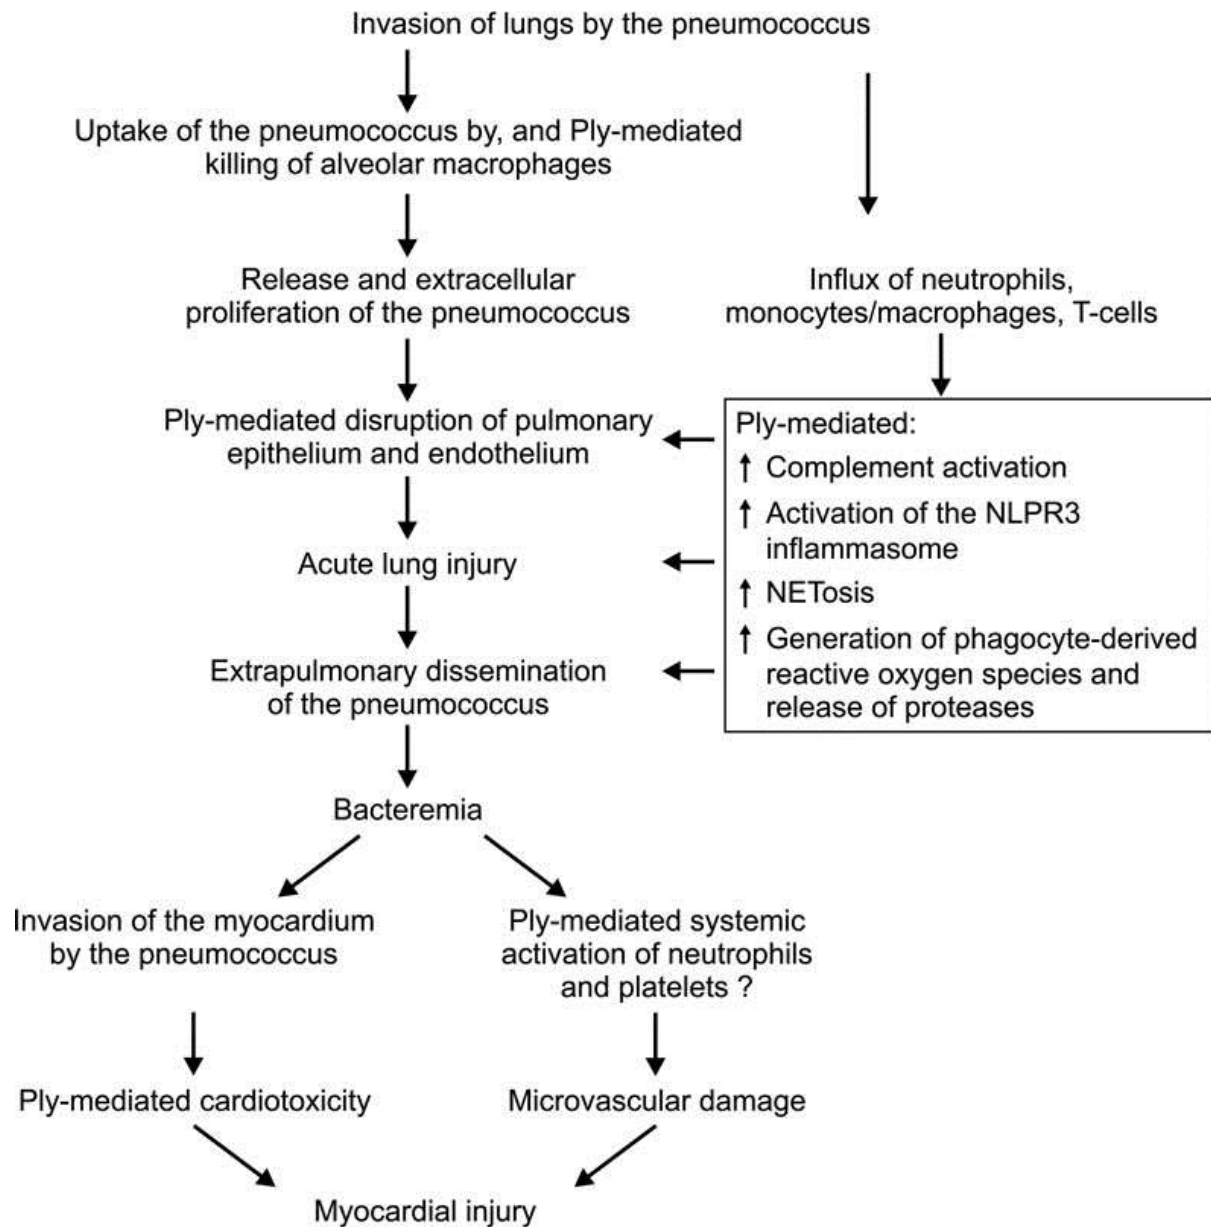 Invasion of lungs by the pneumococcus
Uptake of the pneumococcus by, and Ply-mediated
killing of alveolar macrophages
Release and extracellular
proliferation of the pneumococcus
Influx of neutrophils,
monocytes/macrophages, T-cells
Ply-mediated disruption of pulmonary
epithelium and endothelium
Ply-mediated:
↑ Complement activation
↑ Activation of the NLPR3
inflammasome
↑ NETosis
↑ Generation of phagocyte-derived
reactive oxygen species and
release of proteases
Acute lung injury
Extrapulmonary dissemination
of the pneumococcus
Bacteremia
Invasion of the myocardium
by the pneumococcus
Ply-mediated systemic
activation of neutrophils
and platelets ?
Ply-mediated cardiotoxicity
Microvascular damage
Myocardial injury